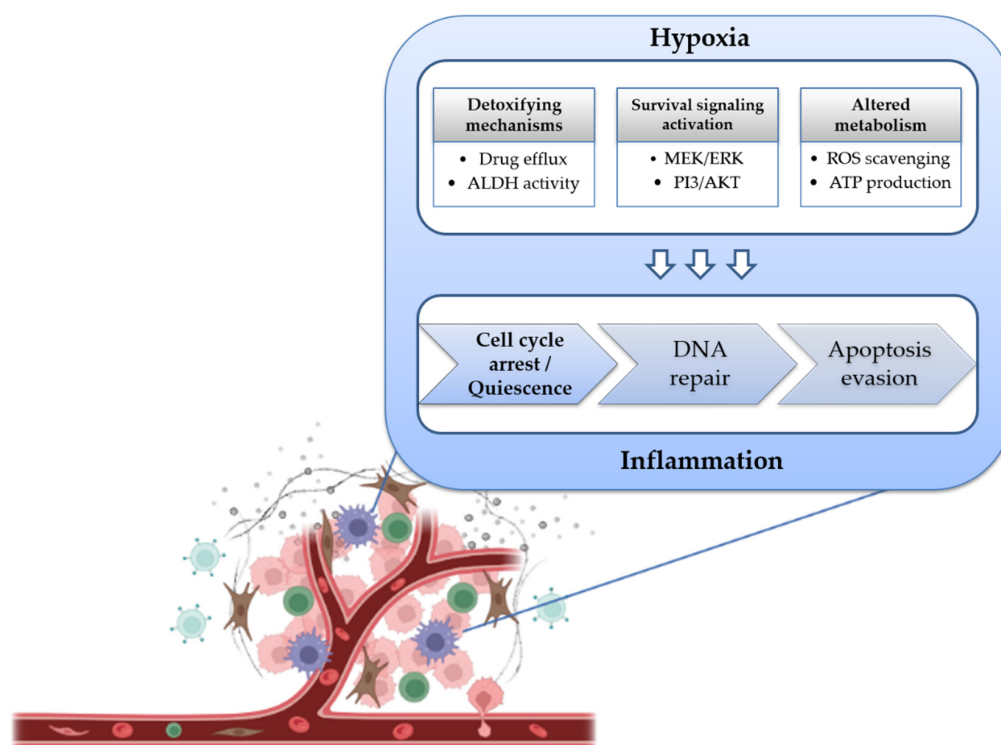 Hypoxia
Detoxifying
mechanisms
• Drug efflux
• ALDH activity
Survival signaling
activation
• MEK/ERK
• PI3/AKT
Altered
metabolism
• ROS scavenging
• ATP production
Cell cycle
arrest /
Quiescence
DNA
repair
Apoptosis
evasion
Inflammation